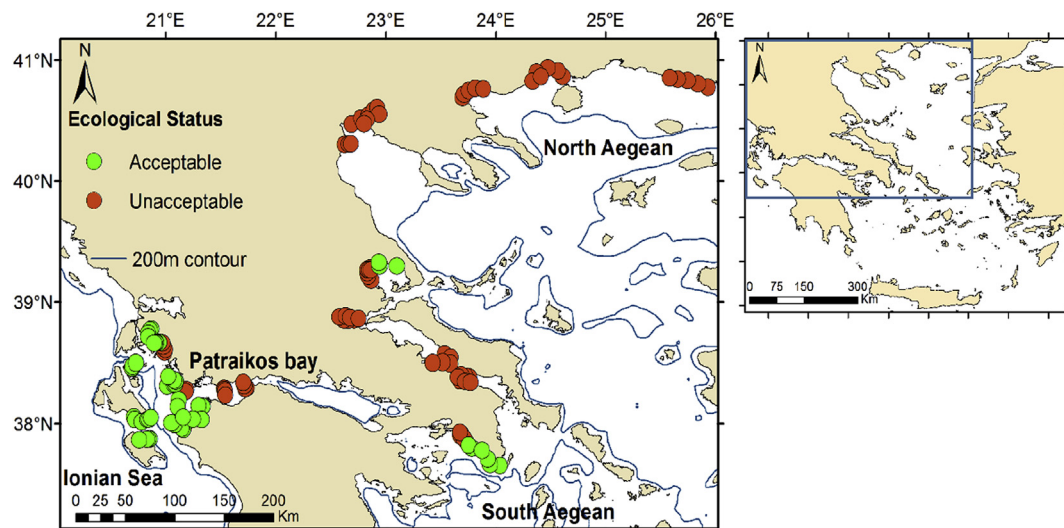 21°E 22°E 23°E 24°E 25°E 26°E
41°N
40°N
39°N
38°N
N
Ecological Status
Acceptable
Unacceptable
200m contour
North Aegean
Patraikos bay
Ionian Sea
South Aegean
0 25 50 100 150 200
Km
N
0 75 150 300
Km